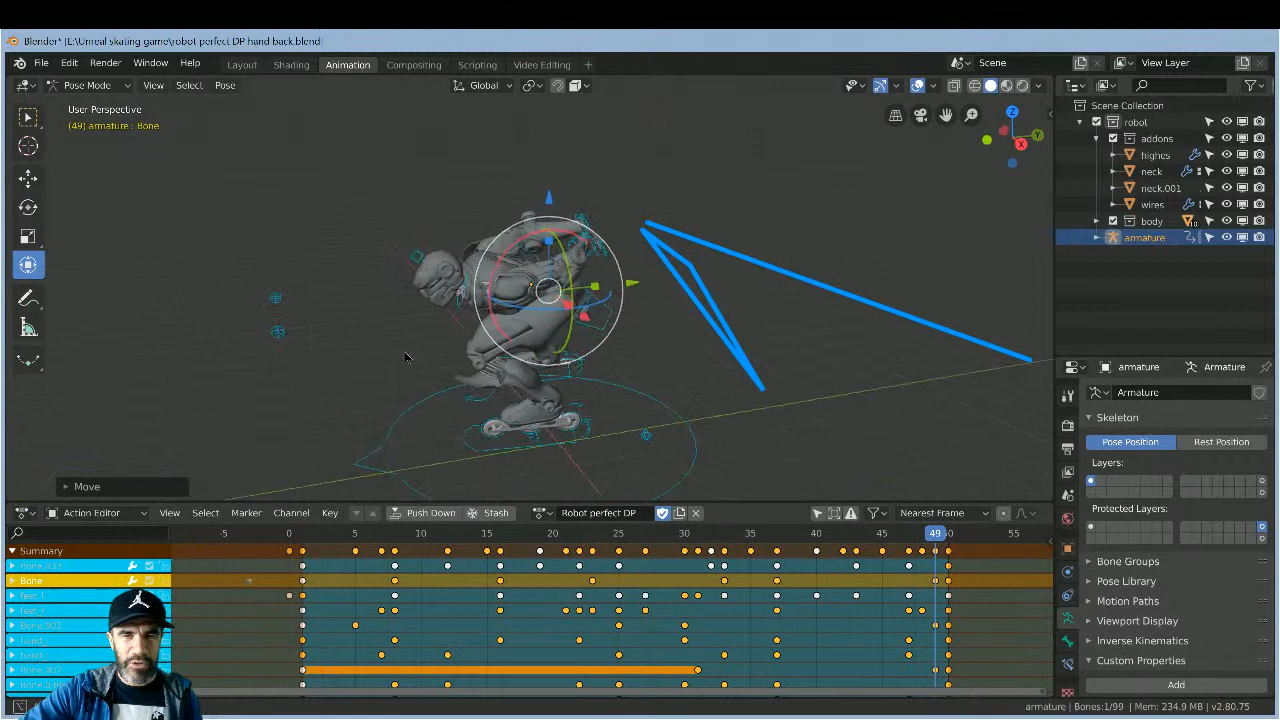 Blender* [E:\Unreal skating game\robot perfect DP hand back.blend]
File Edit Render Window Help Layout Shading Animation Compositing Scripting Video Editing + Scene View Layer
Pose Mode View Select Pose Global
User Perspective
(49) armature : Bone
Z
Y
X
Scene Collection
robot
addons
highes
neck
neck.001
wires
body
10
armature
armature Armature
Armature
Skeleton
Pose Position Rest Position
Layers:
Protected Layers:
Bone Groups
Pose Library
Motion Paths
Viewport Display
Inverse Kinematics
Custom Properties
Add
Move
Action Editor View Select Marker Channel Key Push Down Stash Robot perfect DP Nearest Frame
-5 0 5 10 15 20 25 30 35 40 45 49 50 55
Summary
Bone.033
Bone
feet_l
feet_r
Bone.001
hand
hand
Bone.002
armature | Bones:1/99 | Mem: 234.9 MB | v2.80.75